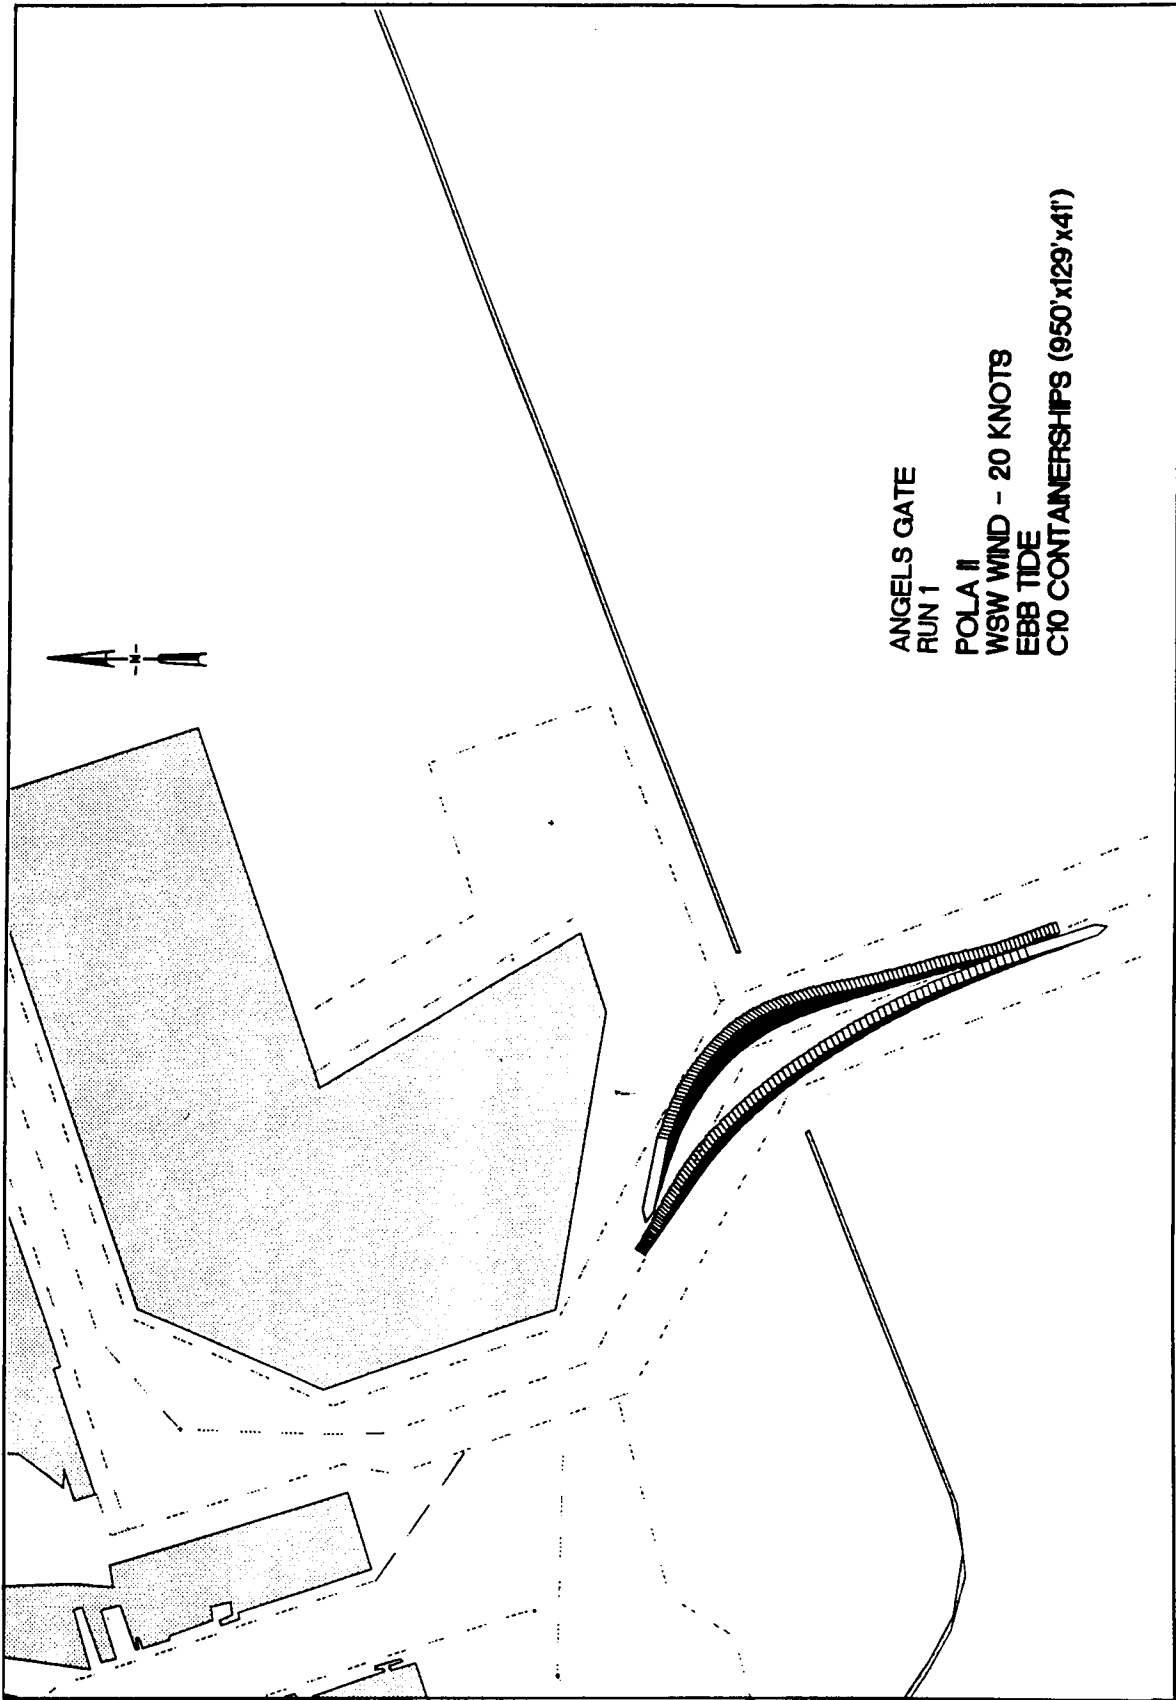 N
ANGELS GATE
RUN 1
POLA II
WSW WIND - 20 KNOTS
EBB TIDE
C10 CONTAINERSHIPS (950'x129'x41')